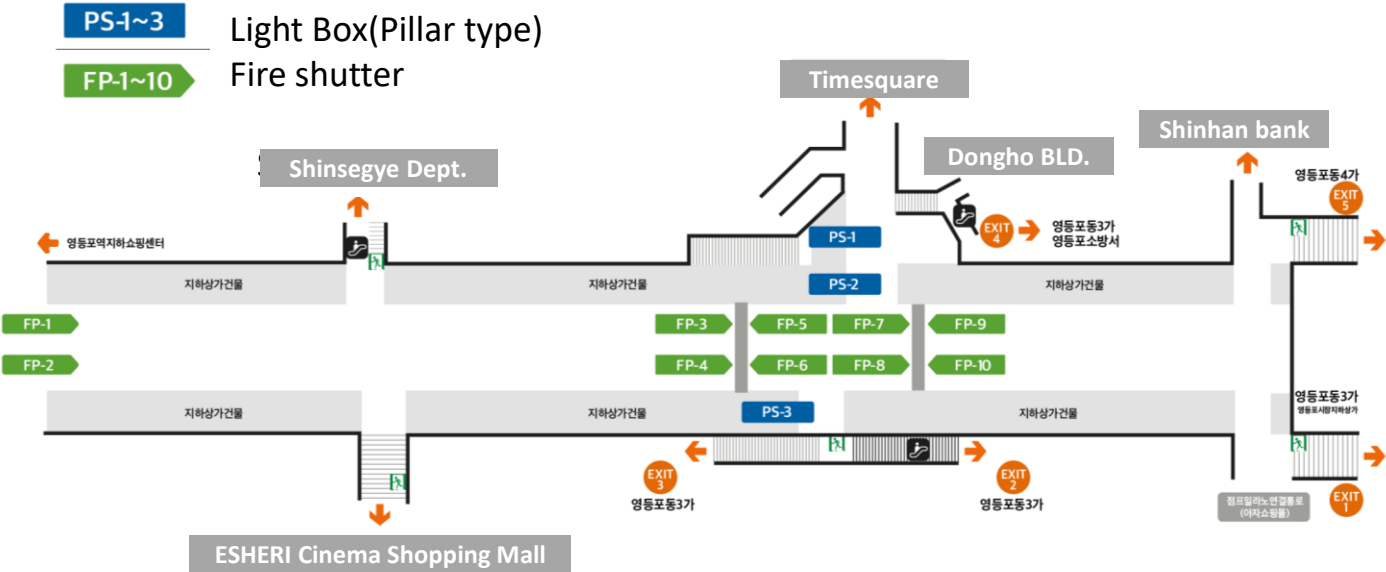 PS-1~3
Light Box(Pillar type)
FP-1~10
Fire shutter
Timesquare
Shinhan bank
Dongho BLD.
Shinsegye Dept.
영등포동4가
EXIT 5
영등포역지하쇼핑센터
EXIT 4
영등포동3가
영등포소방서
PS-1
지하상가건물
지하상가건물
PS-2
지하상가건물
FP-1
FP-3
FP-5
FP-7
FP-9
FP-2
FP-4
FP-6
FP-8
FP-10
지하상가건물
지하상가건물
PS-3
지하상가건물
영등포동3가
영등포시장지하상가
EXIT 3
영등포동3가
EXIT 2
영등포동3가
점프밀라노연결통로
(아자쇼핑몰)
EXIT 1
ESHERI Cinema Shopping Mall